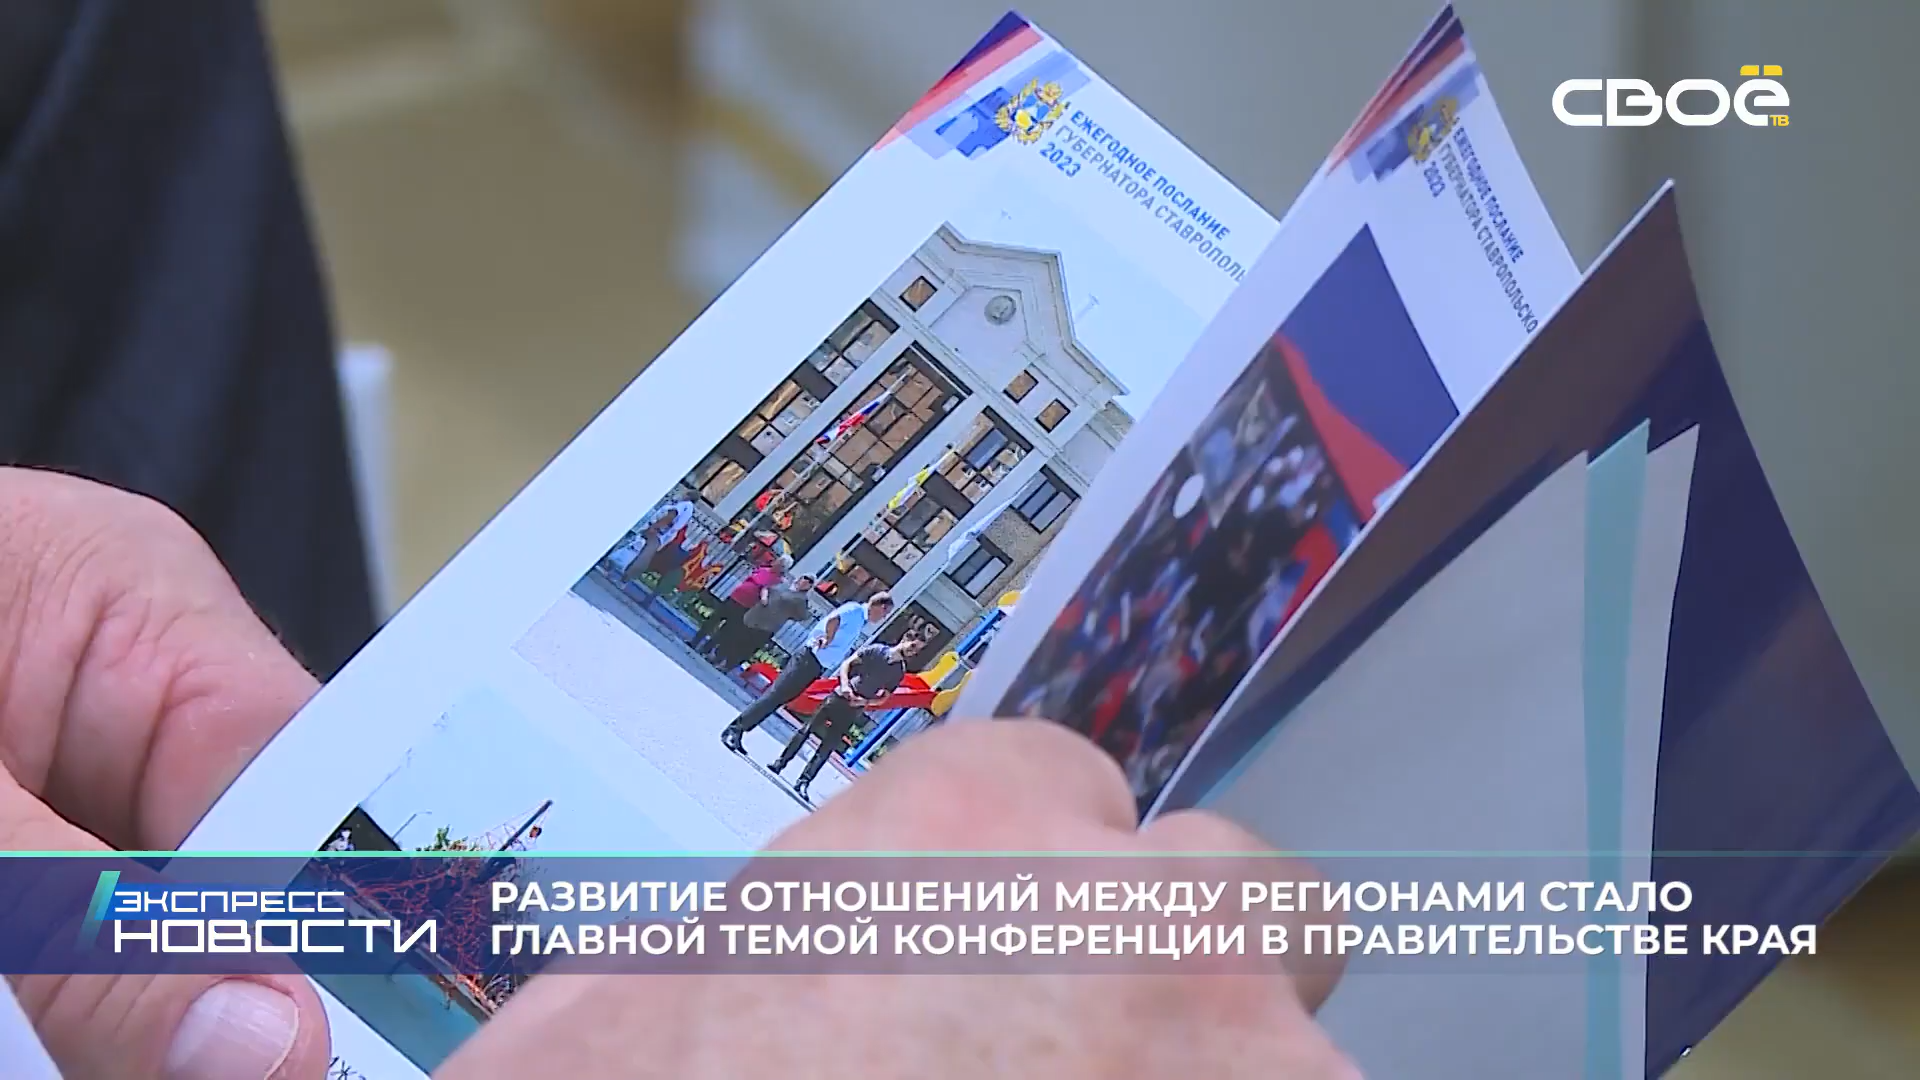 СВОЁ
ТВ
ЕЖЕГОДНОЕ ПОСЛАНИЕ
ГУБЕРНАТОРА СТАВРОПОЛЬ
2023
ЕЖЕГОДНОЕ ПОСЛАНИЕ
ГУБЕРНАТОРА СТАВРОПОЛЬСКО
2023
ЭКСПРЕСС
НОВОСТИ
РАЗВИТИЕ ОТНОШЕНИЙ МЕЖДУ РЕГИОНАМИ СТАЛО
ГЛАВНОЙ ТЕМОЙ КОНФЕРЕНЦИИ В ПРАВИТЕЛЬСТВЕ КРАЯ